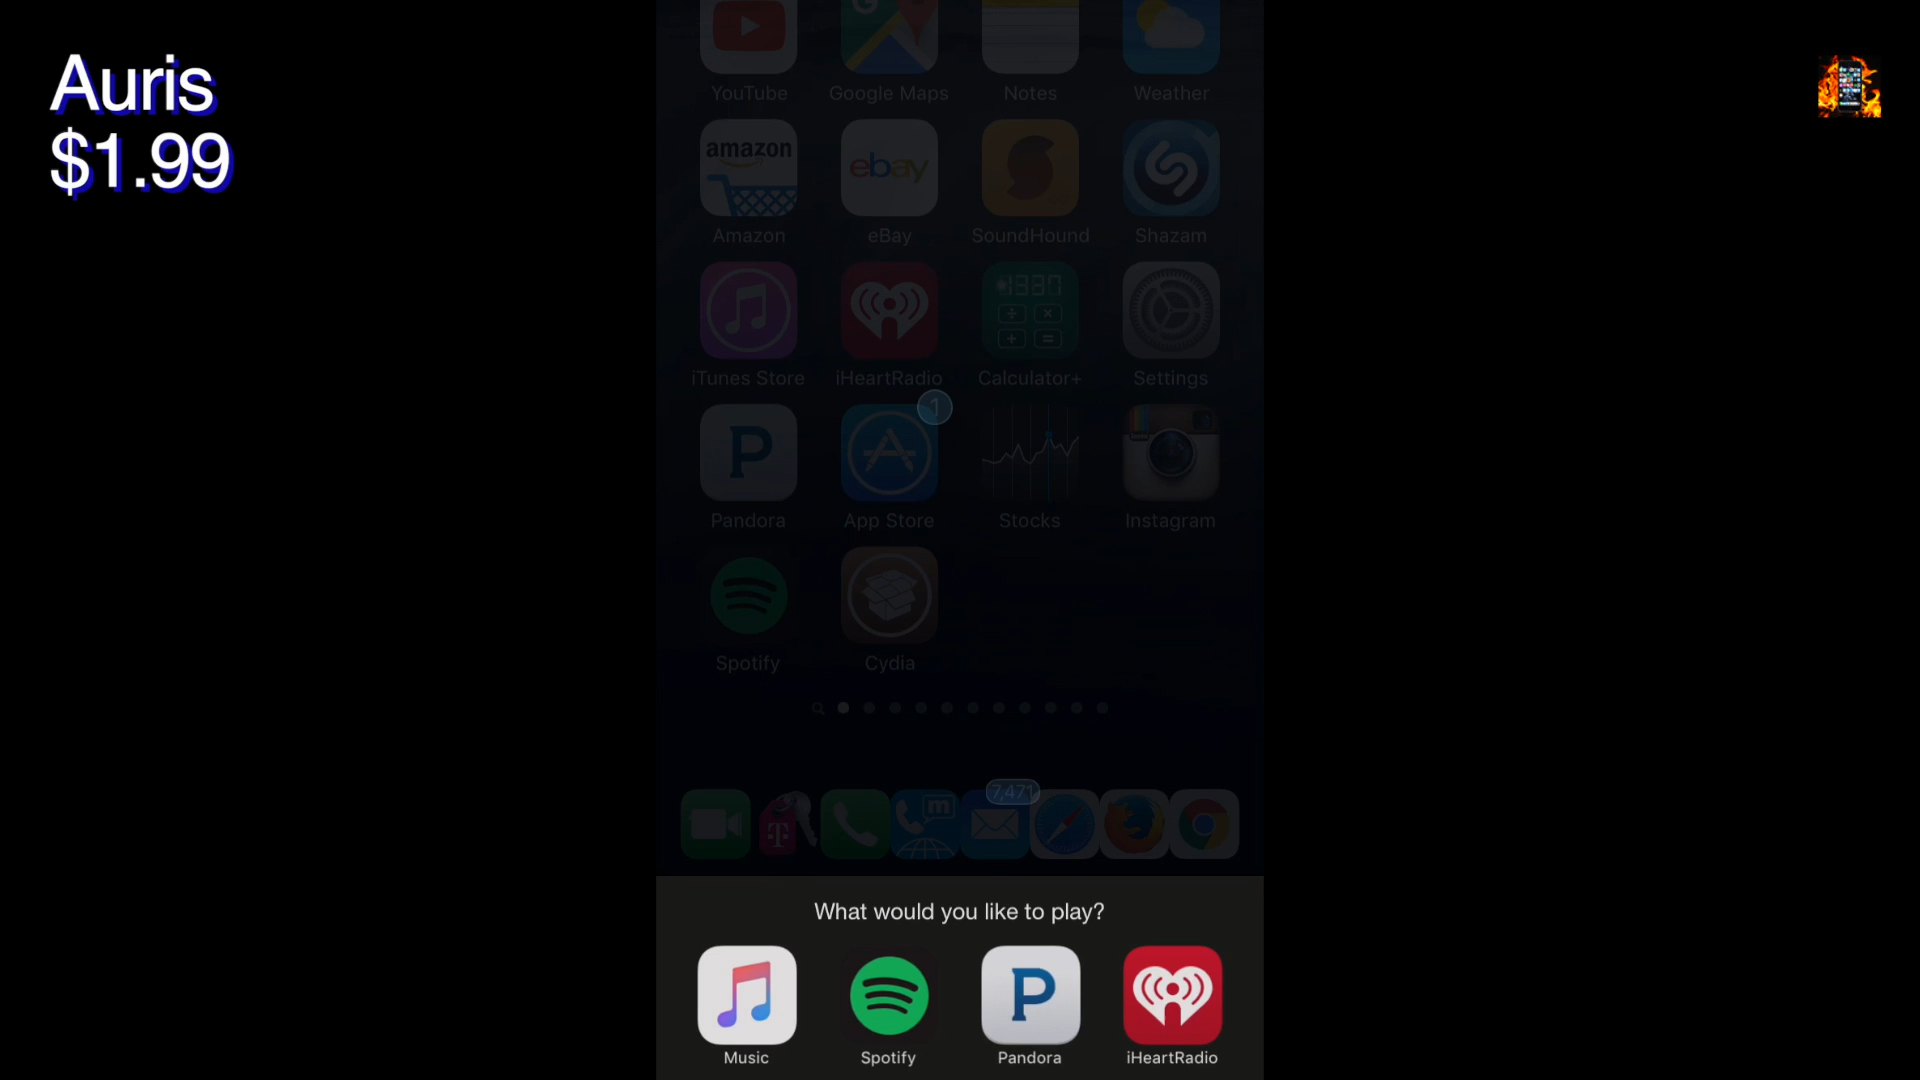 Auris
$1.99
YouTube
Google Maps
Notes
Weather
amazon
ebay
Amazon
eBay
SoundHound
Shazam
1337
iTunes Store
iHeartRadio
Calculator+
Settings
1
P
Pandora
App Store
Stocks
Instagram
Spotify
Cydia
7,471
T
m
What would you like to play?
P
Music
Spotify
Pandora
iHeartRadio